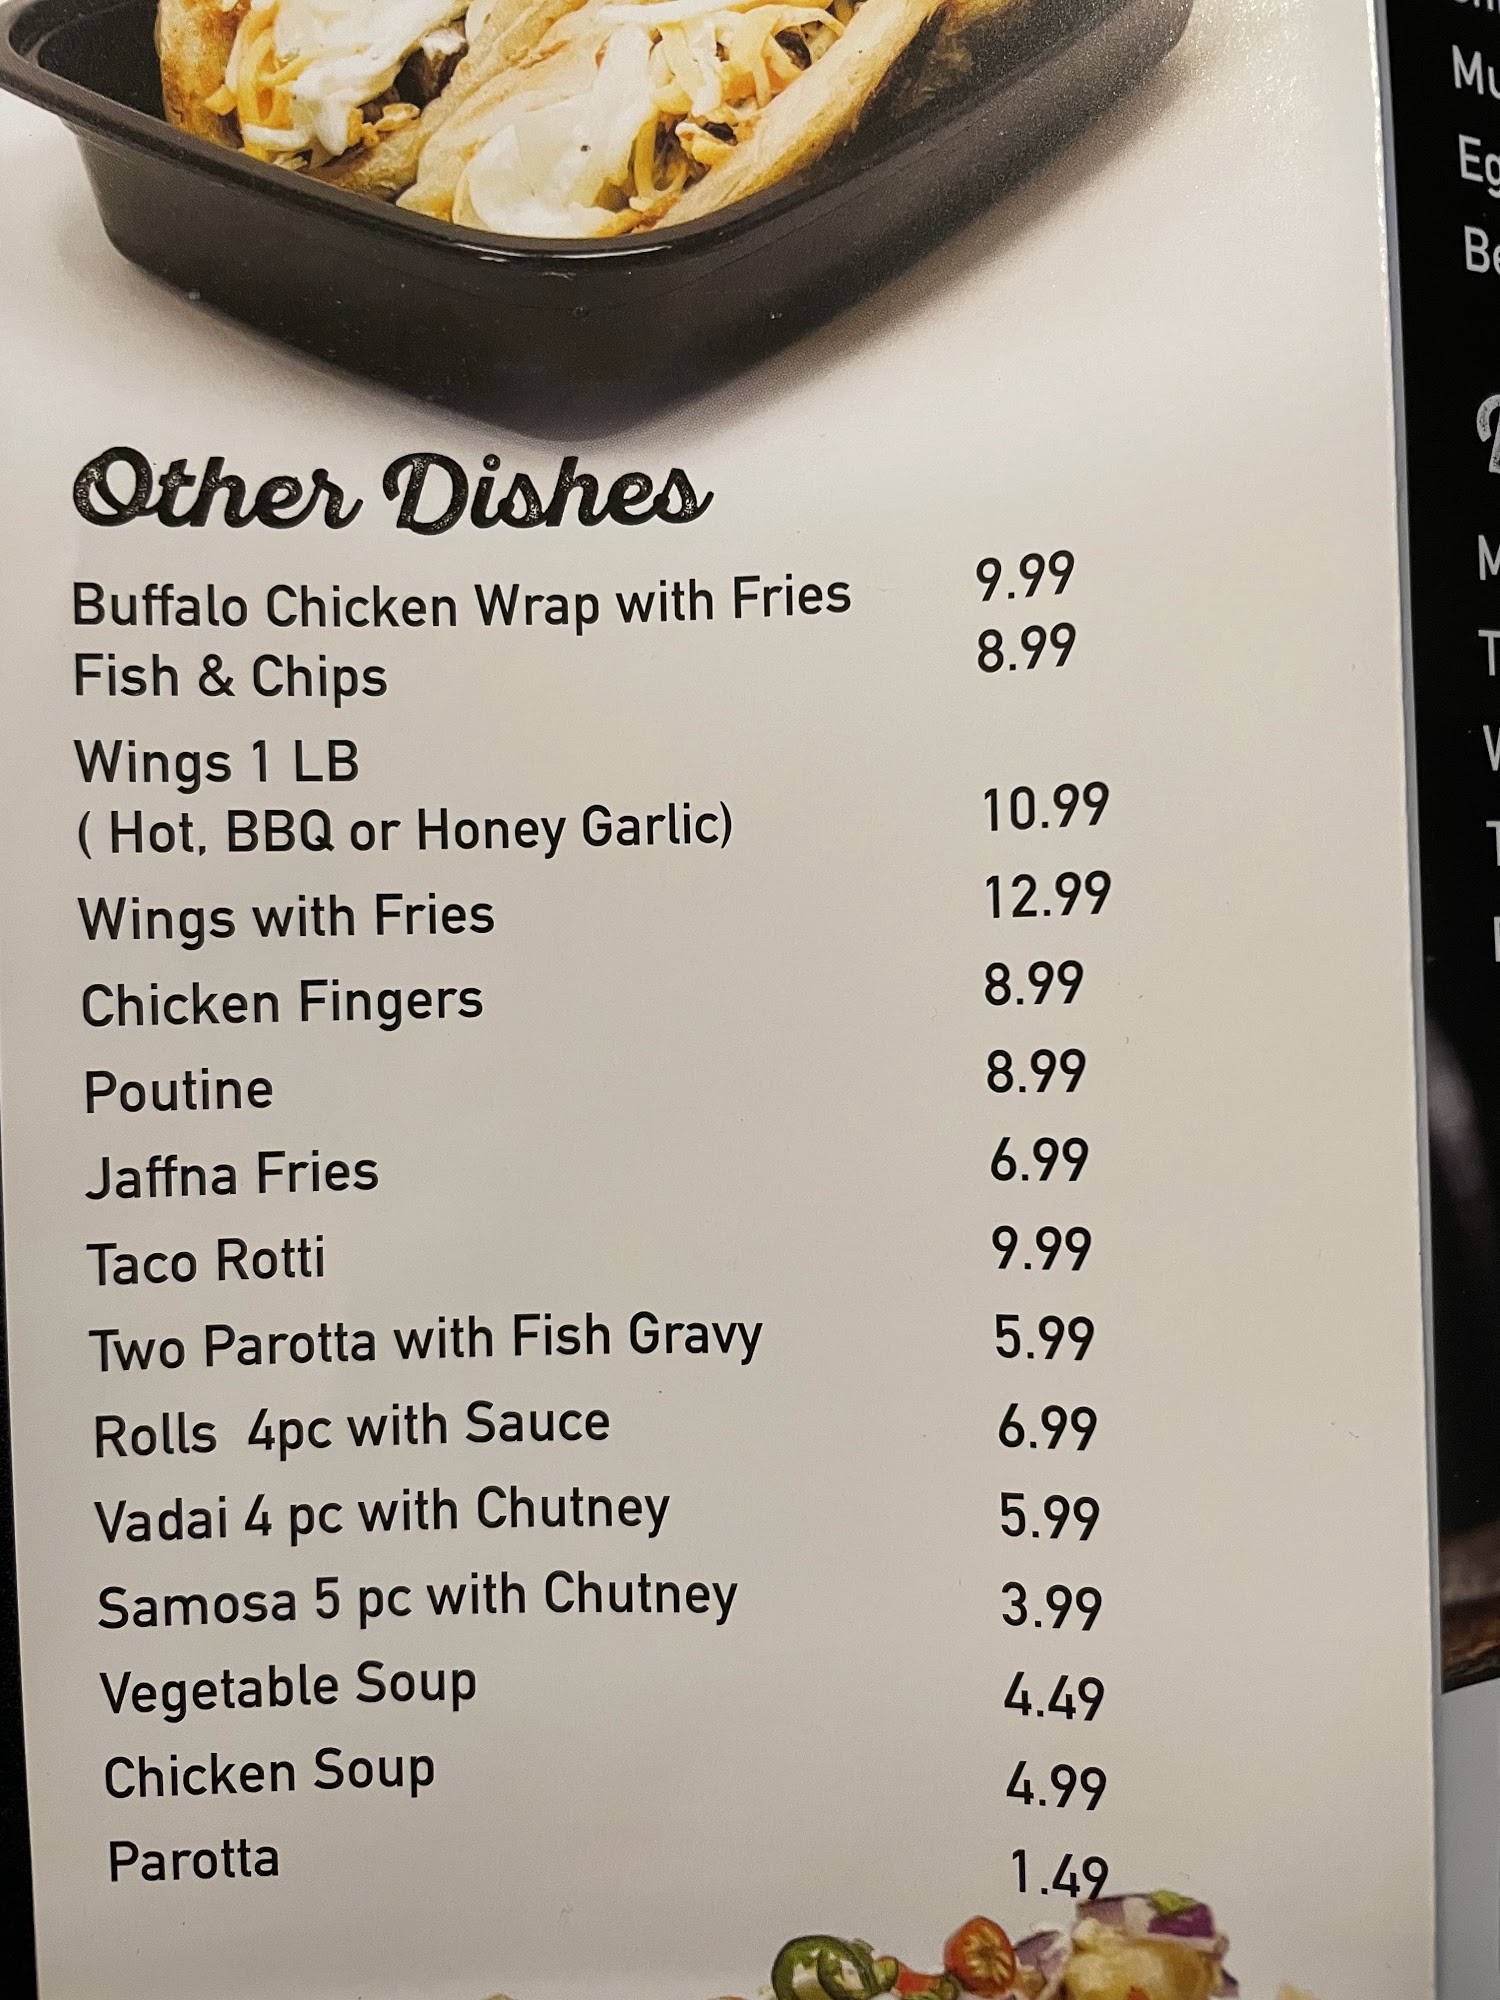 Other Dishes
Buffalo Chicken Wrap with Fries 9.99
Fish & Chips 8.99
Wings 1 LB
( Hot, BBQ or Honey Garlic) 10.99
Wings with Fries 12.99
Chicken Fingers 8.99
Poutine 8.99
Jaffna Fries 6.99
Taco Rotti 9.99
Two Parotta with Fish Gravy 5.99
Rolls 4pc with Sauce 6.99
Vadai 4 pc with Chutney 5.99
Samosa 5 pc with Chutney 3.99
Vegetable Soup 4.49
Chicken Soup 4.99
Parotta 1.49